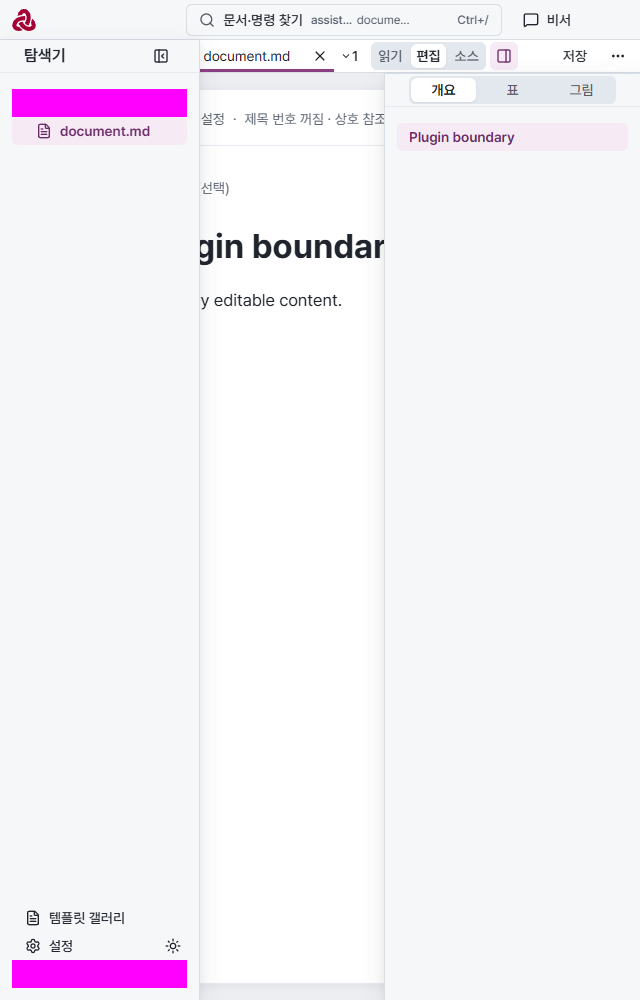 문서·명령 찾기 assist... docume... Ctrl+/ 비서
탐색기
document.md 1 읽기 편집 소스 저장 ...
document.md
설정 · 제목 번호 꺼짐 · 상호 참조
선택)
gin boundar
y editable content.
개요 표 그림
Plugin boundary
템플릿 갤러리
설정